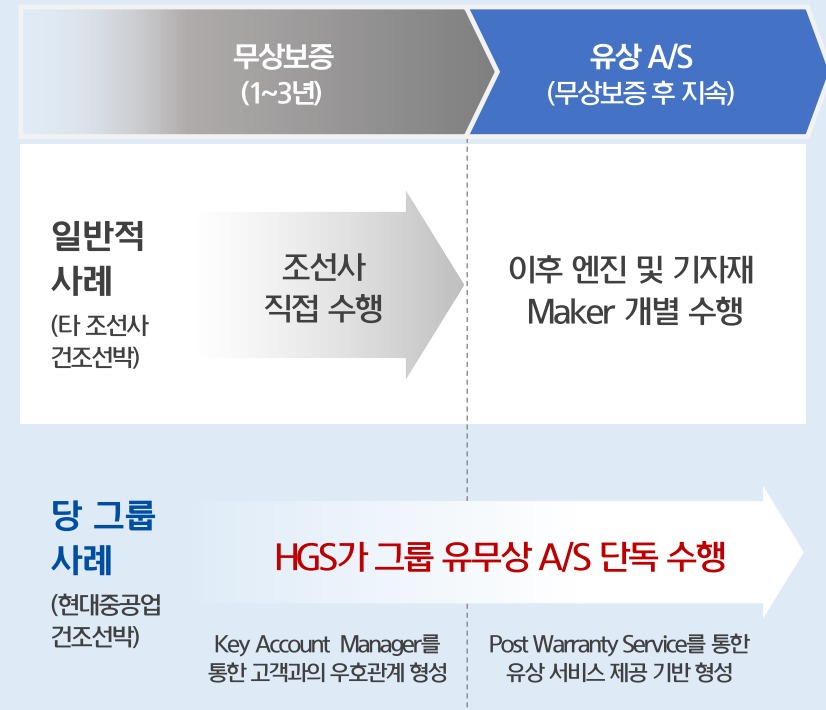 무상보증
(1~3년)
유상 A/S
(무상보증 후 지속)
일반적
사례
(타 조선사
건조선박)
조선사
직접 수행
이후 엔진 및 기자재
Maker 개별 수행
당 그룹
사례
(현대중공업
건조선박)
HGS가 그룹 유무상 A/S 단독 수행
Key Account Manager를
통한 고객과의 우호관계 형성
Post Warranty Service를 통한
유상 서비스 제공 기반 형성